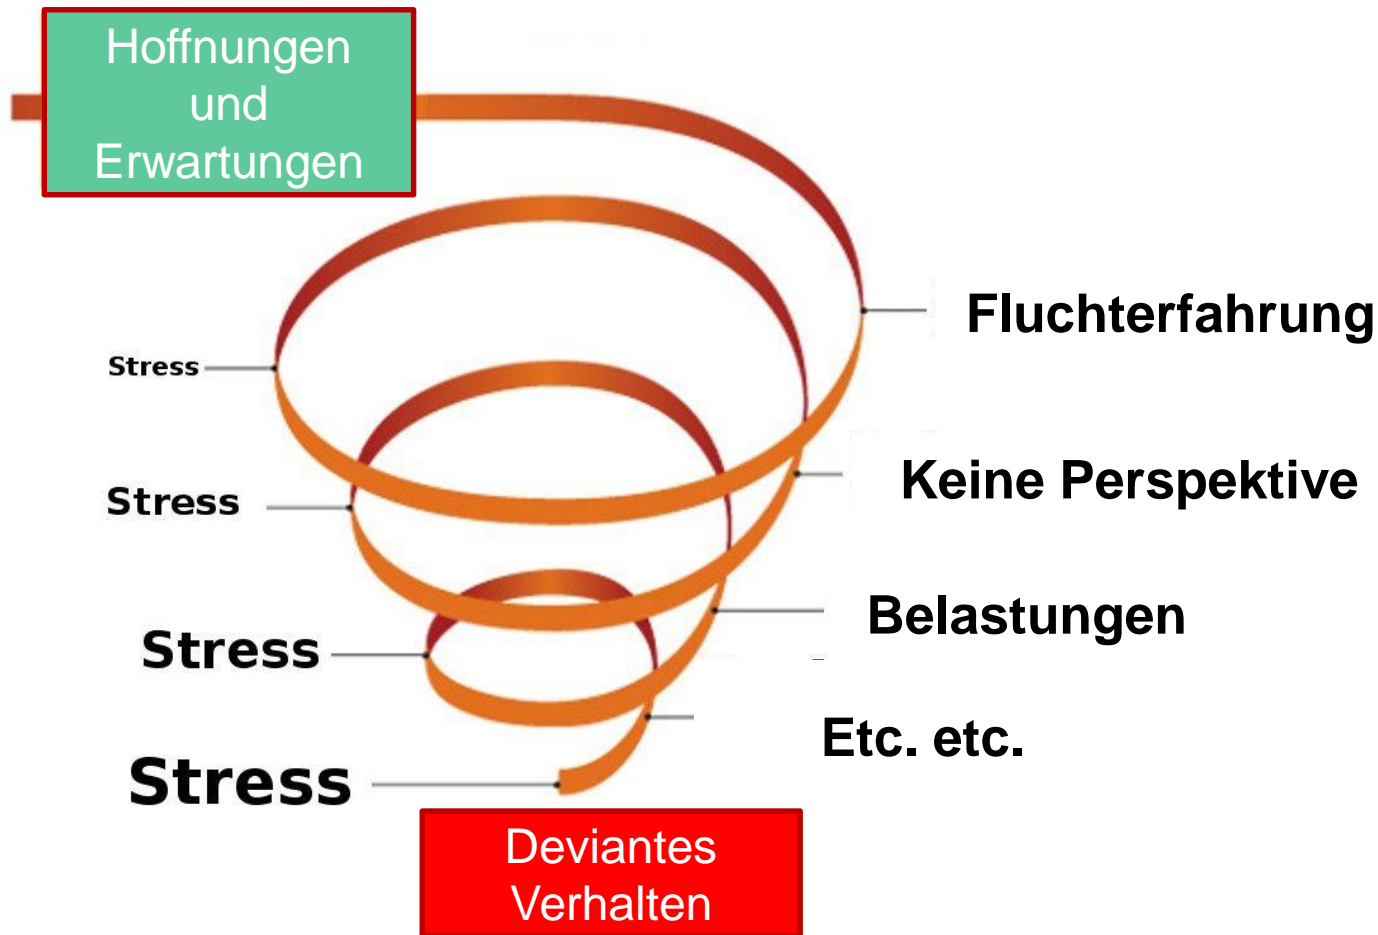 Hoffnungen
und
Erwartungen
Fluchterfahrung
Stress
Keine Perspektive
Stress
Belastungen
Stress
Etc. etc.
Stress
Deviantes
Verhalten